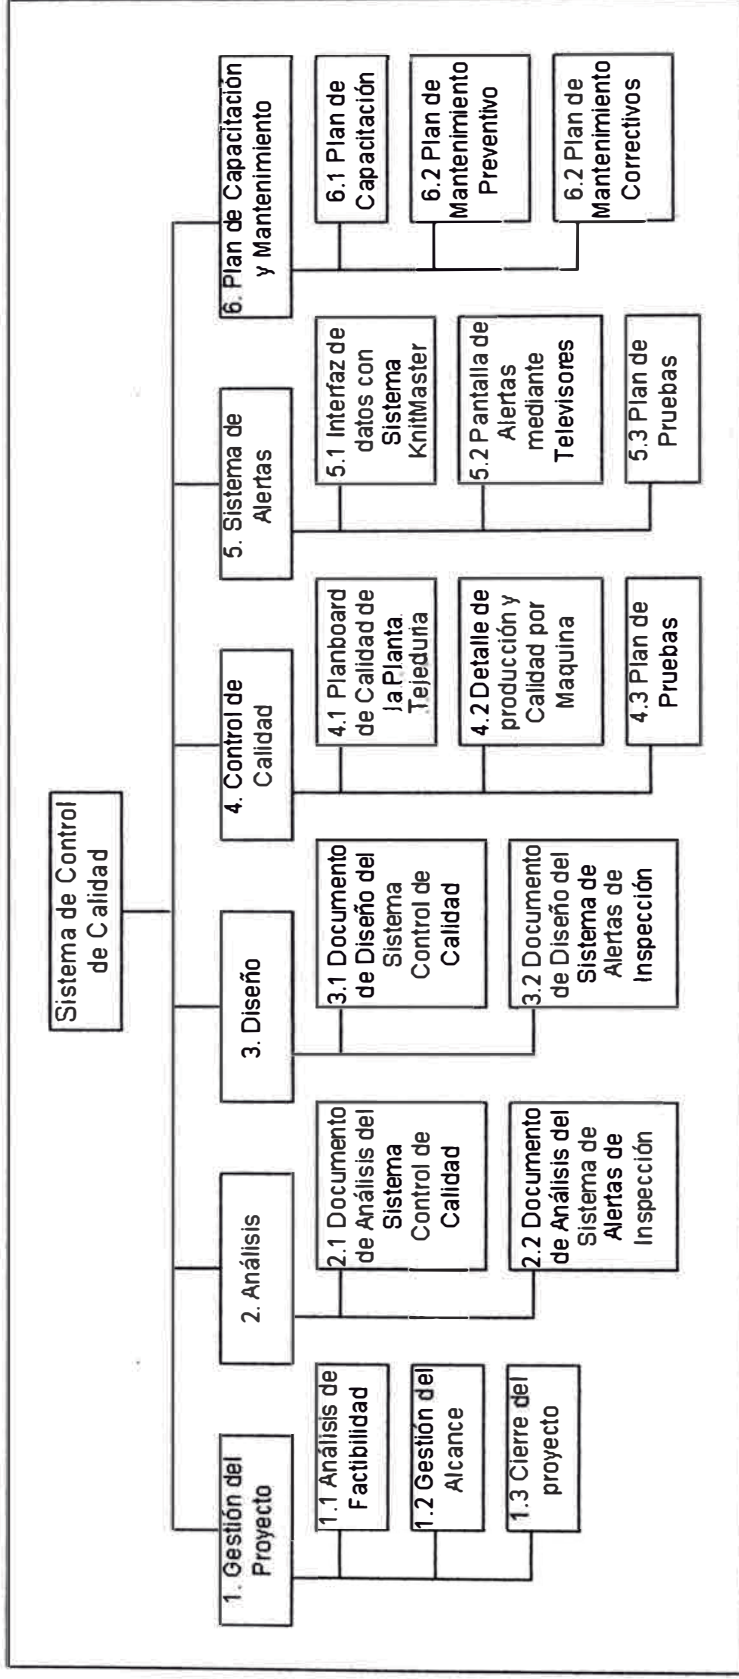 Sistema de Control
de Calidad
1. Gestión del
Proyecto
1.1 Análisis de
Factibilidad
1.2 Gestión del
Alcance
1.3 Cierre del
proyecto
2. Análisis
2.1 Documento
de Análisis del
Sistema
Control de
Calidad
2.2 Documento
de Análisis del
Sistema de
Alertas de
Inspección
3. Diseño
3.1 Documento
de Diseño del
Sistema
Control de
Calidad
3.2 Documento
de Diseño del
Sistema de
Alertas de
Inspección
4. Control de
Calidad
4.1 Planboard
de Calidad de
la Planta
Tejeduria
4.2 Detalle de
producción y
Calidad por
Maquina
4.3 Plan de
Pruebas
5. Sistema de
Alertas
5.1 Interfaz de
datos con
Sistema
KnitMaster
5.2 Pantalla de
Alertas
mediante
Televisores
5.3 Plan de
Pruebas
6. Plan de Capacitación
y Mantenimiento
6.1 Plan de
Capacitación
6.2 Plan de
Mantenimiento
Preventivo
6.2 Plan de
Mantenimiento
Correctivos